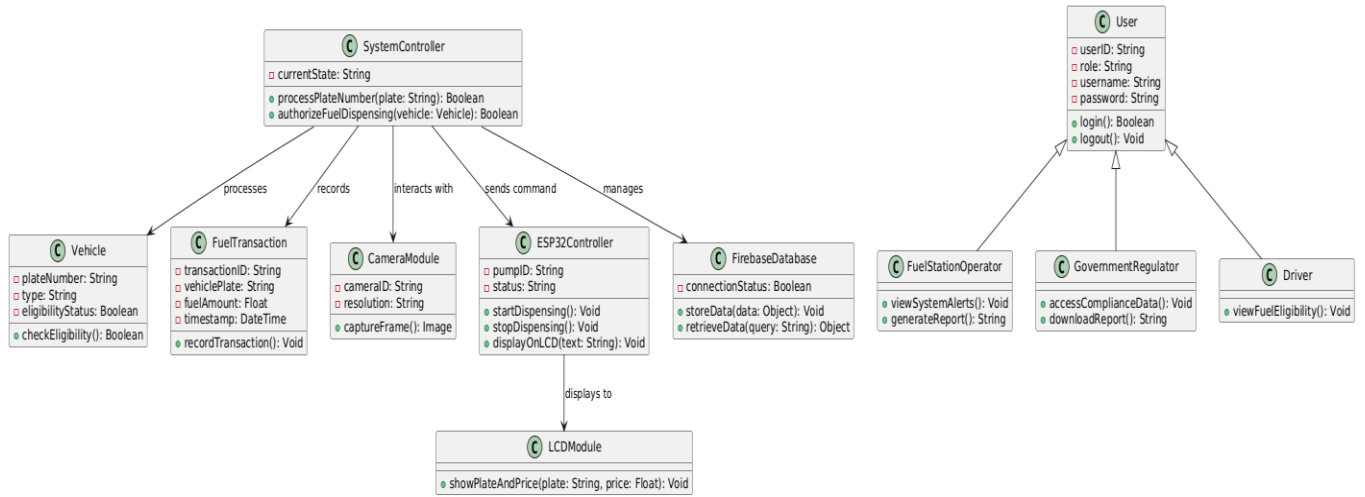 C SystemController
currentState: String
processPlateNumber(plate: String): Boolean
authorizeFuelDispensing(vehicle: Vehicle): Boolean
processes
records
interacts with
sends command
manages
C Vehicle
plateNumber: String
type: String
eligibilityStatus: Boolean
checkEligibility(): Boolean
C FuelTransaction
transactionID: String
vehiclePlate: String
fuelAmount: Float
timestamp: DateTime
recordTransaction(): Void
C CameraModule
cameraID: String
resolution: String
captureFrame(): Image
C ESP32Controller
pumpID: String
status: String
startDispensing(): Void
stopDispensing(): Void
displayOnLCD(text: String): Void
C FirebaseDatabase
connectionStatus: Boolean
storeData(data: Object): Void
retrieveData(query: String): Object
displays to
C LCDModule
showPlateAndPrice(plate: String, price: Float): Void
C User
userID: String
role: String
username: String
password: String
login(): Boolean
logout(): Void
C FuelStationOperator
viewSystemAlerts(): Void
generateReport(): String
C GovernmentRegulator
accessComplianceData(): Void
downloadReport(): String
C Driver
viewFuelEligibility(): Void